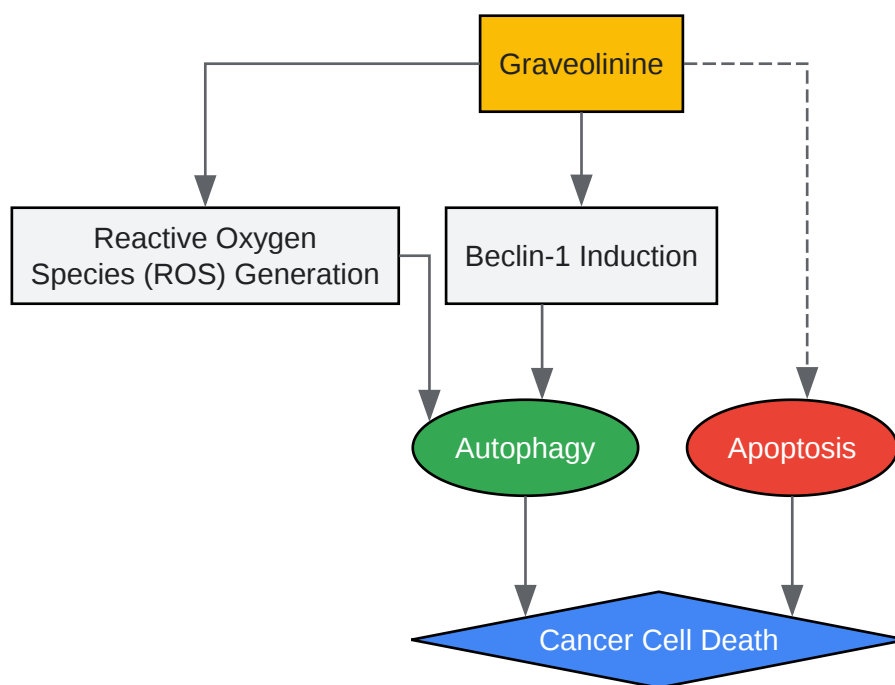 Graveolinine
Reactive Oxygen
Species (ROS) Generation
Beclin-1 Induction
Autophagy
Apoptosis
Cancer Cell Death